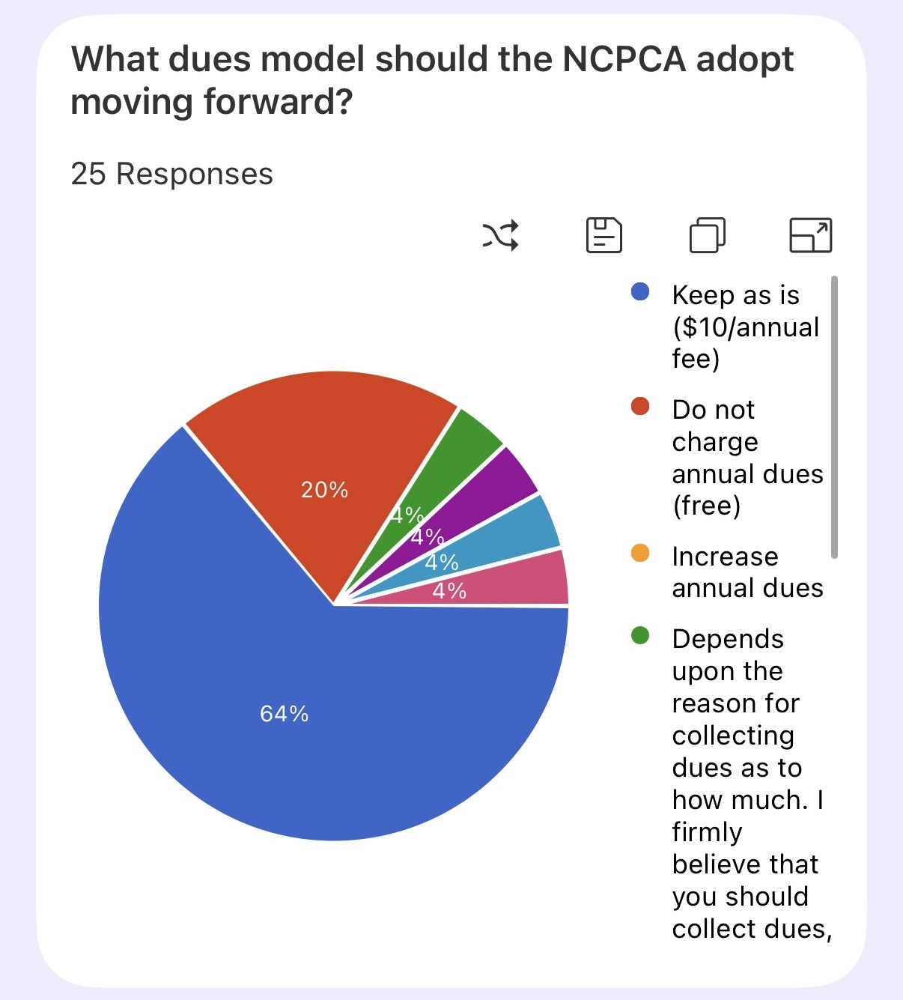 What dues model should the NCPCA adopt
moving forward?
25 Responses
20%
4%
4%
4%
4%
64%
Keep as is
($10/annual
fee)
Do not
charge
annual dues
(free)
Increase
annual dues
Depends
upon the
reason for
collecting
dues as to
how much. I
firmly
believe that
you should
collect dues,